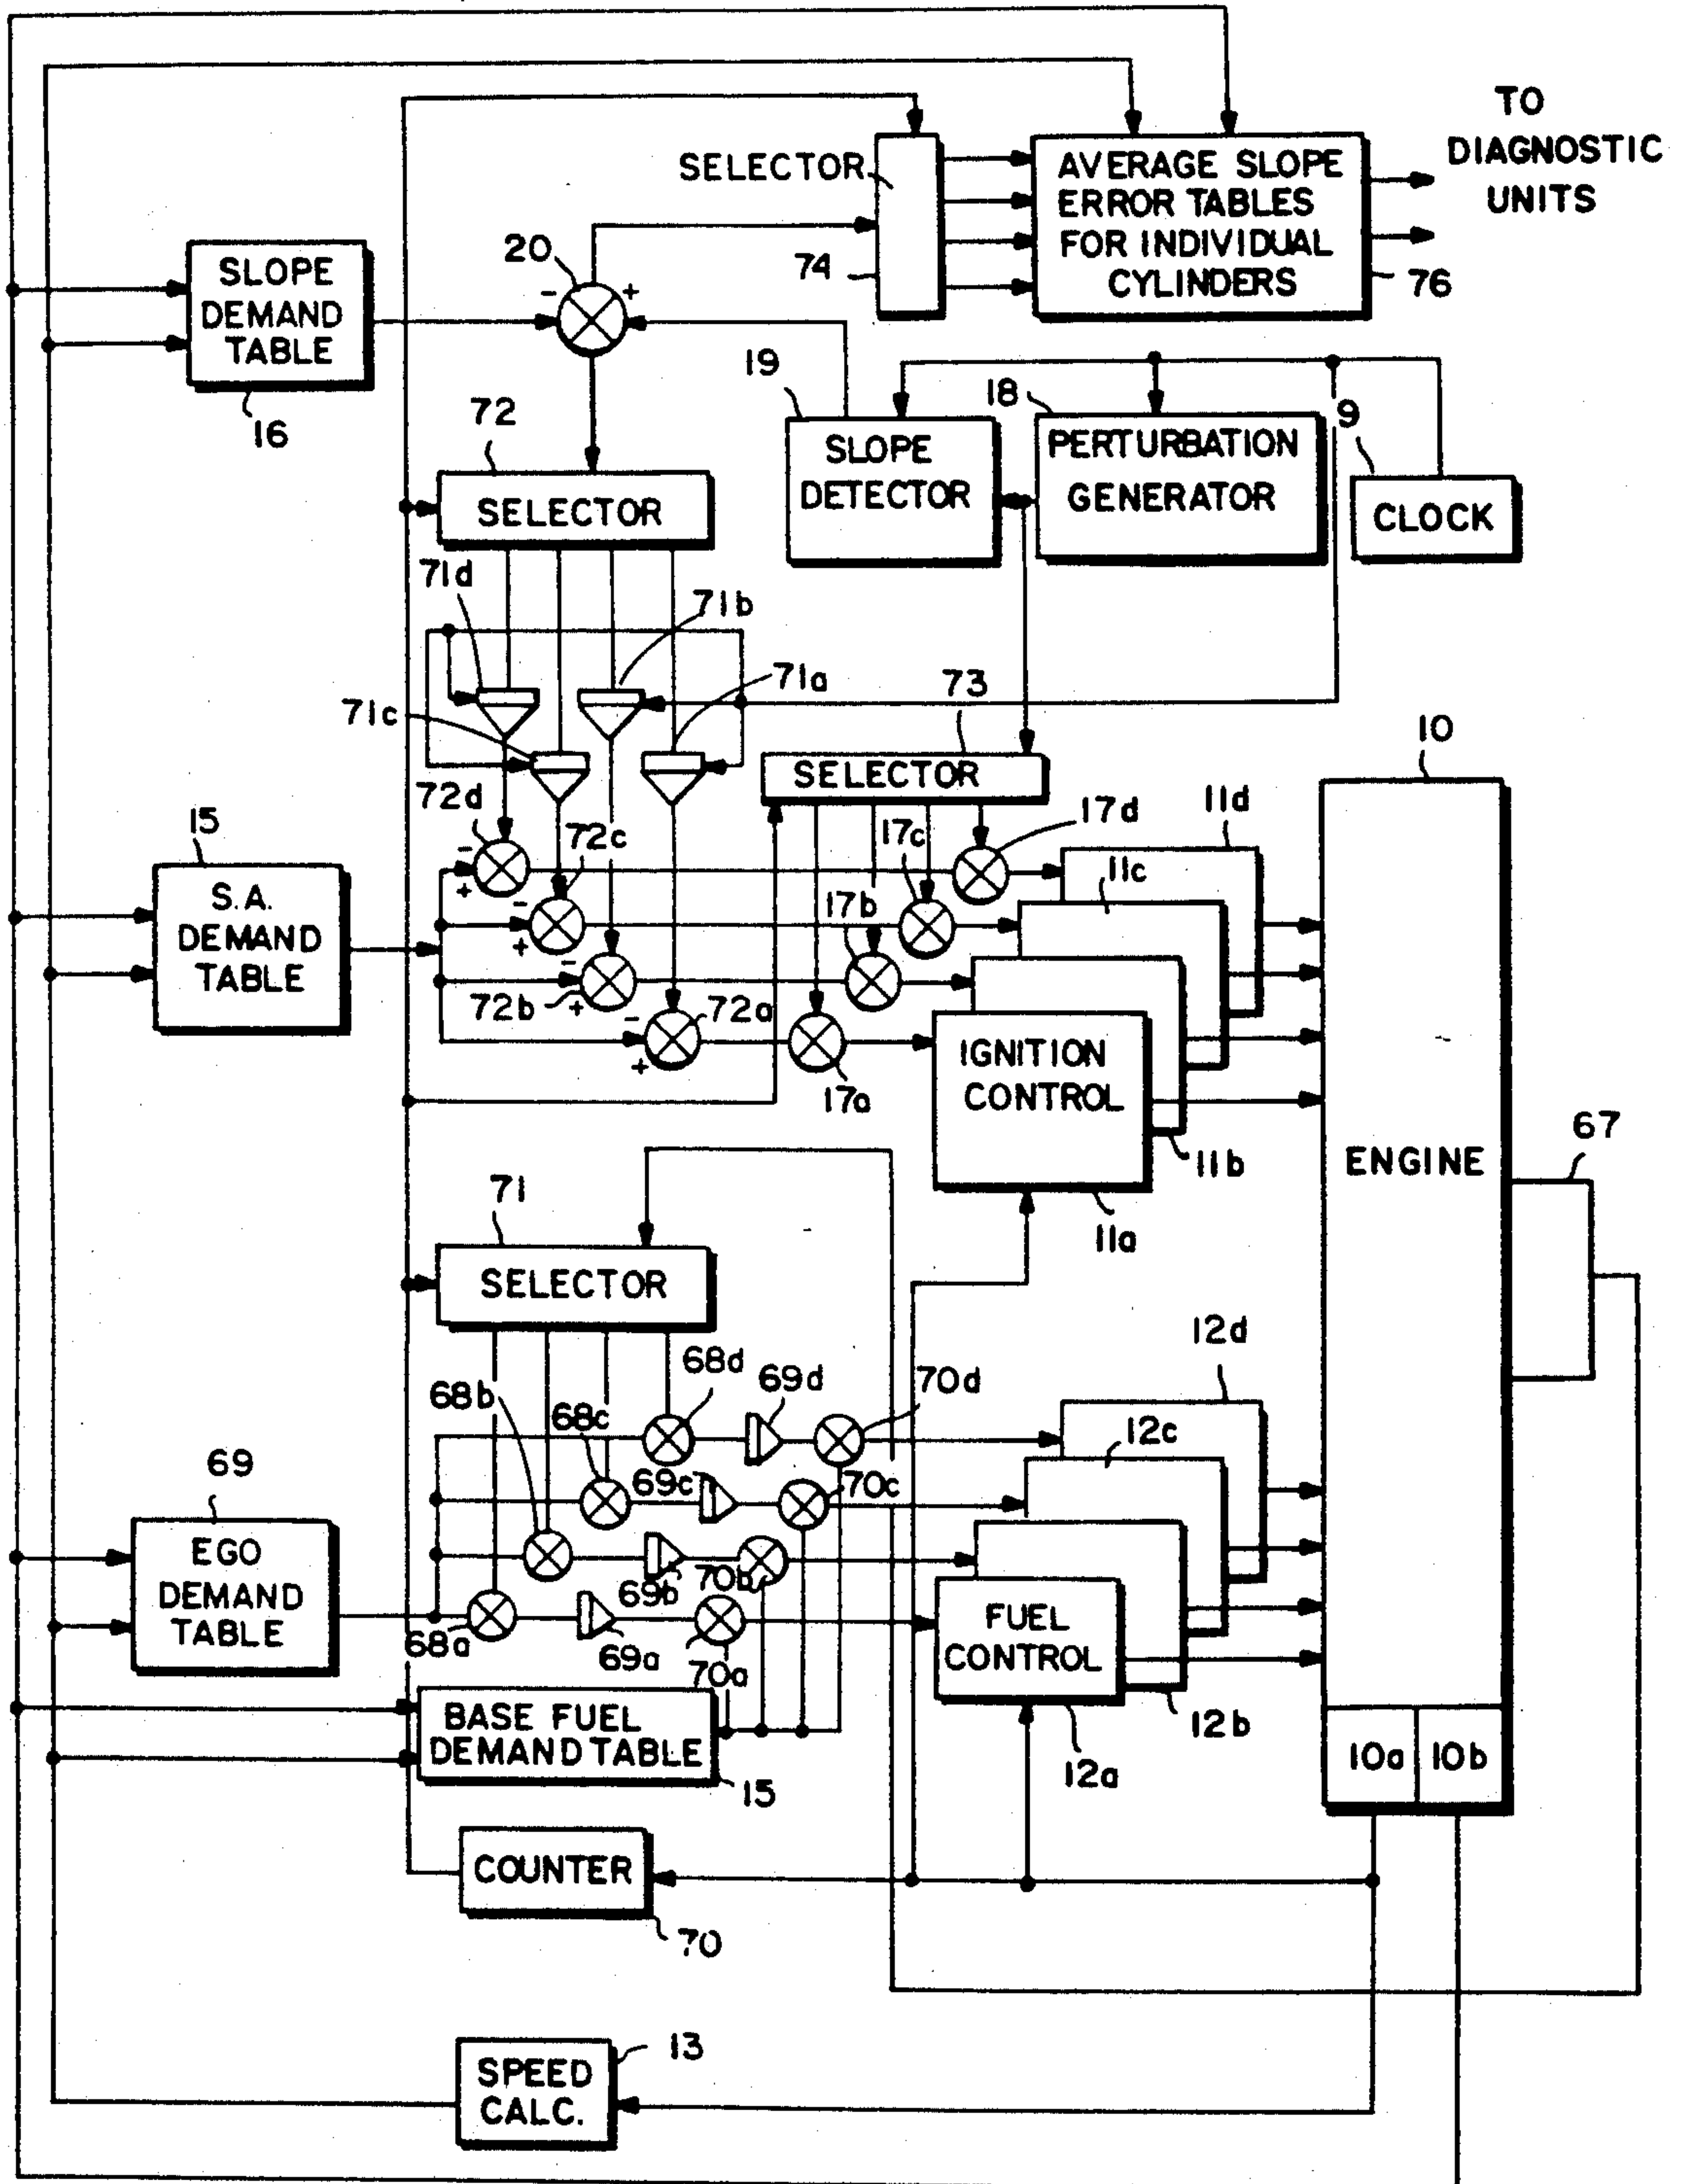 TO
DIAGNOSTIC
UNITS
SELECTOR
74
AVERAGE SLOPE
ERROR TABLES
FOR INDIVIDUAL
CYLINDERS
76
20
-
+
SLOPE
DEMAND
TABLE
16
19
18
9
72
SELECTOR
SLOPE
DETECTOR
PERTURBATION
GENERATOR
CLOCK
71d
71b
71a
71c
73
SELECTOR
10
72d
72c
17c
17d
11d
11c
15
S.A.
DEMAND
TABLE
-
+
-
+
17b
-
72b
+
-
72a
+
17a
IGNITION
CONTROL
11b
11a
ENGINE
67
71
SELECTOR
68d
69d
70d
12d
68b
68c
12c
69
69c
70c
EGO
DEMAND
TABLE
69b
70b
68a
69a
70a
FUEL
CONTROL
12b
12a
BASE FUEL
DEMAND TABLE
15
10a
10b
COUNTER
70
13
SPEED
CALC.